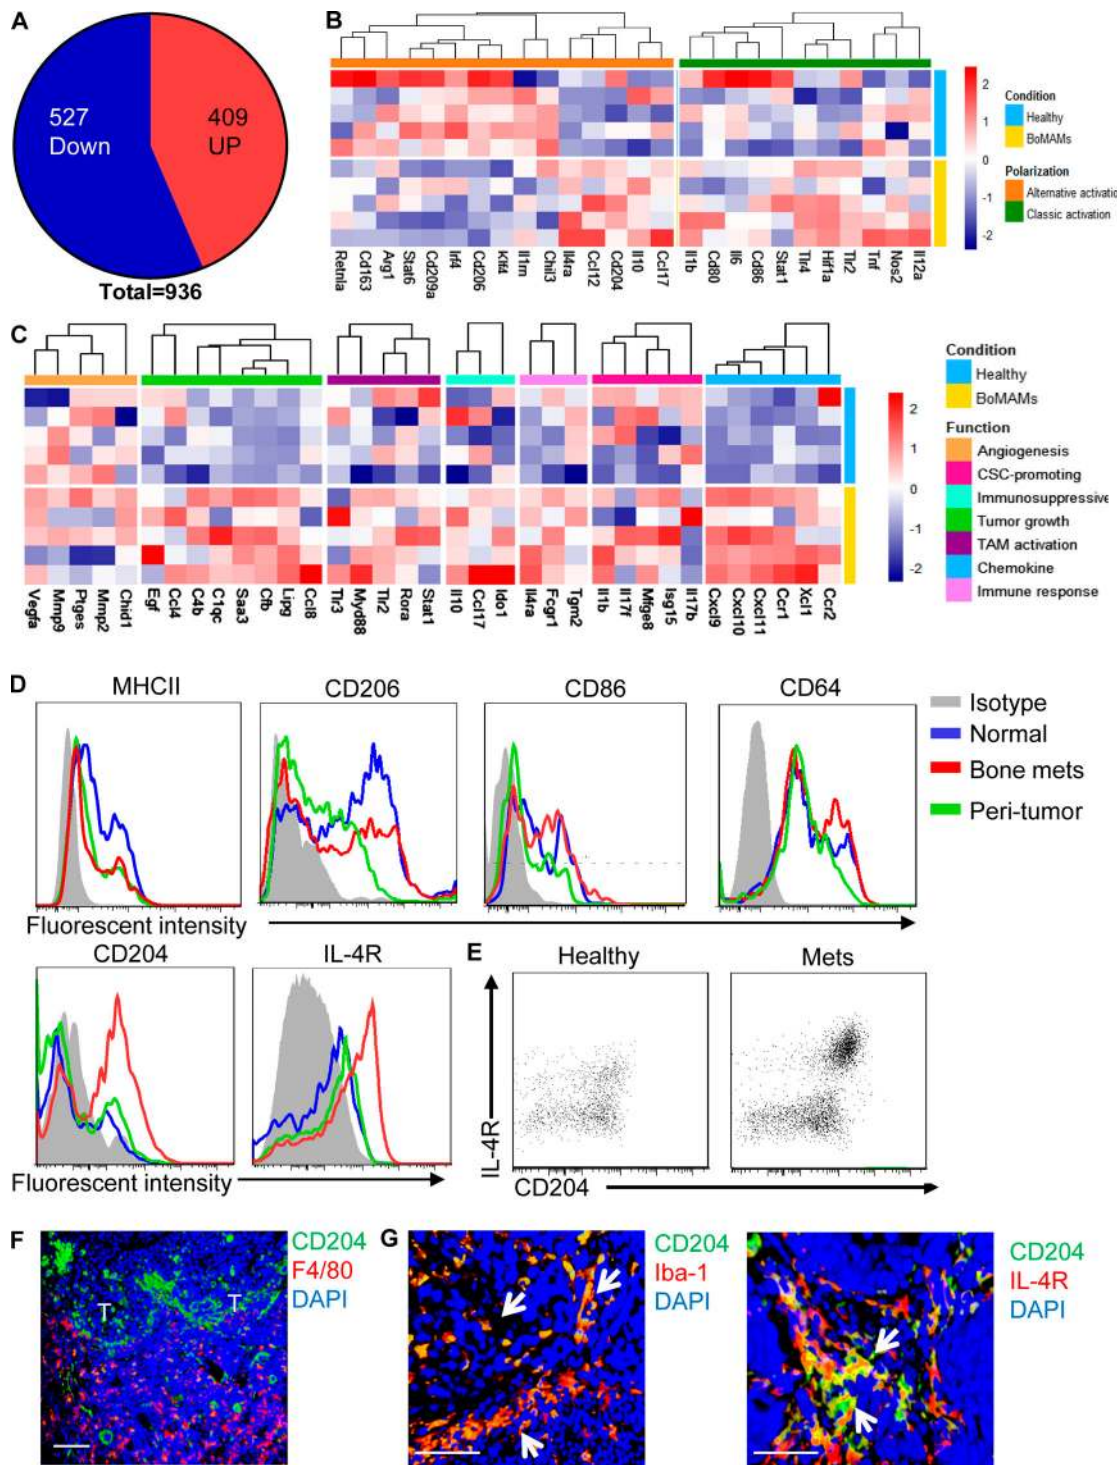 A
527
Down
409
UP
Total=936
B
2
1
0
-1
-2
Condition
Healthy
BoMAMs
Polarization
Alternative activatic
Classic activation
Retnla
Cd163
Arg1
Stat6
Cd209a
Irf4
Cd206
Klf4
Il1rn
Chil3
Il4ra
Ccl12
Cd204
Il10
Ccl17
Il1b
Cd80
Il6
Cd86
Stat1
Tlr4
Hif1a
Tlr2
Tnf
Nos2
Il12a
C
2
1
0
-1
-2
Condition
Healthy
BoMAMs
Function
Angiogenesis
CSC-promoting
Immunosuppressive
Tumor growth
TAM activation
Chemokine
Immune response
Vegfa
Mmp9
Ptges
Mmp2
Chid1
Egf
Ccl4
C4b
C1qc
Saa3
Cfb
Lipg
Ccl8
Tlr3
Myd88
Tlr2
Rora
Stat1
Il10
Ccl17
Ido1
Il4ra
Fcgr1
Tgm2
Il1b
Il17f
Mfge8
Isg15
Il17b
Cxcl9
Cxcl10
Cxcl11
Ccr1
Xcl1
Ccr2
D
MHCII
CD206
CD86
CD64
Isotype
Normal
Bone mets
Peri-tumor
Fluorescent intensity
CD204
IL-4R
Fluorescent intensity
E
Healthy
Mets
IL-4R
CD204
F
T
T
CD204
F4/80
DAPI
G
CD204
Iba-1
DAPI
CD204
IL-4R
DAPI